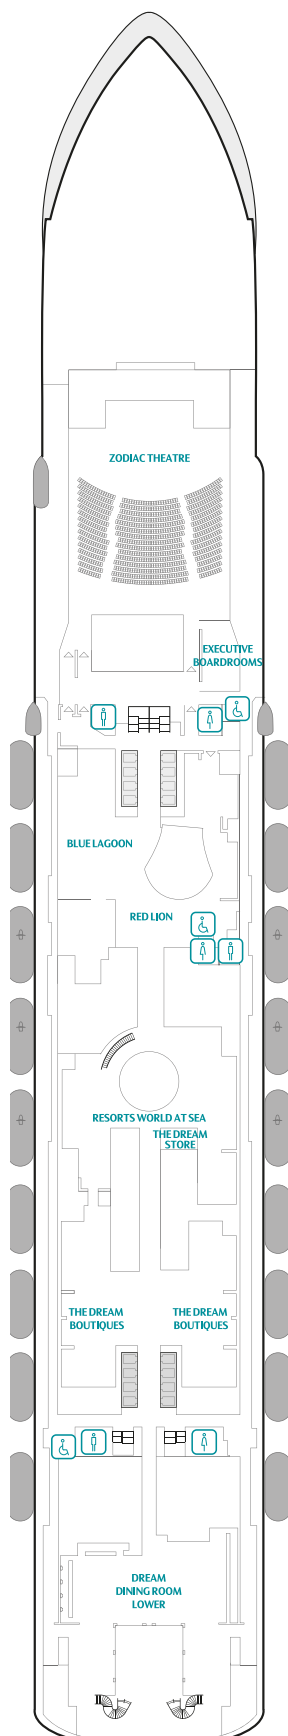 ZODIAC THEATRE
EXECUTIVE
BOARDROOMS
BLUE LAGOON
RED LION
RESORTS WORLD AT SEA
THE DREAM
STORE
THE DREAM
BOUTIQUES
THE DREAM
BOUTIQUES
DREAM
DINING ROOM
LOWER